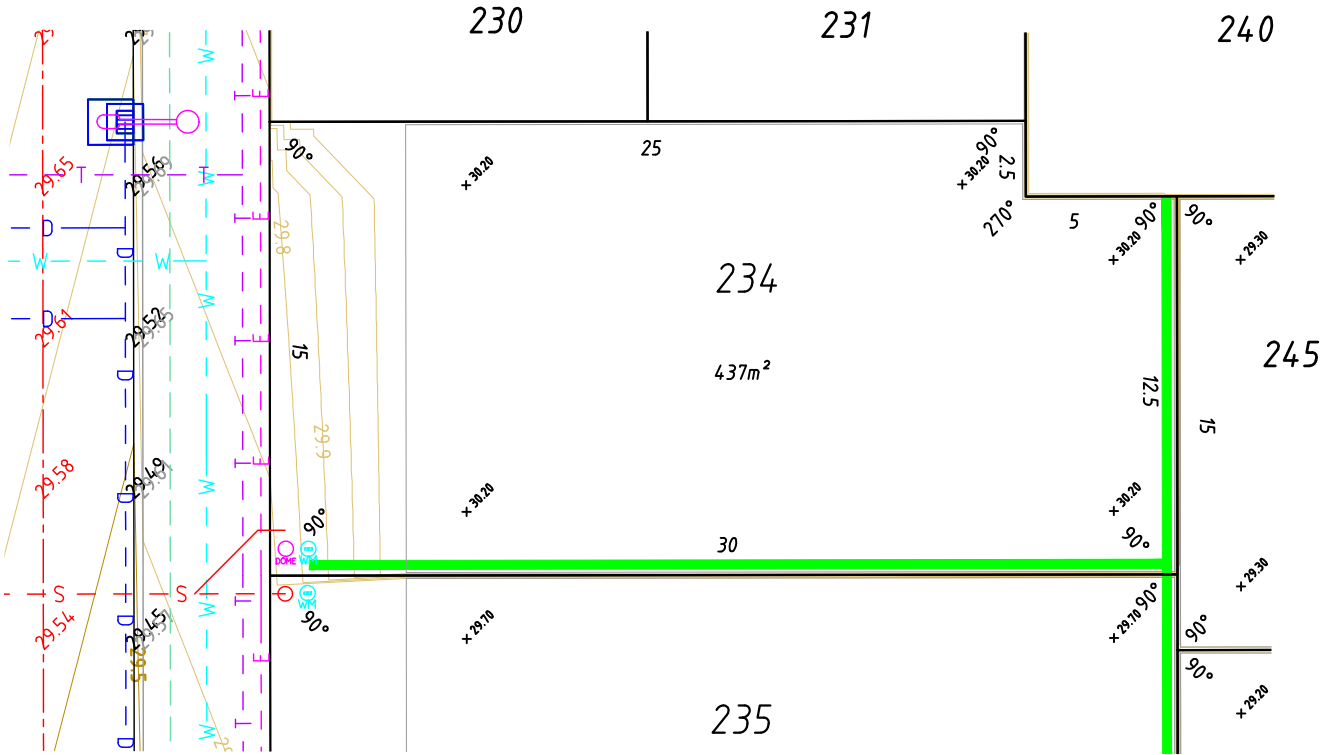 230
231
240
W
T
E
25
90°
90°
2.5
× 30.20
× 30.20
29.65
29.56
T
T
W
270°
5
90°
90°
× 30.20
× 29.30
D
D
T
E
29.8
W
W
W
234
29.61
29.52
D
15
T
E
245
437m²
D
12.5
15
29.9
29.58
29.49
D
W
T
E
× 30.20
× 30.20
90°
90°
30
DOME
WM
S
S
WM
T
90°
90°
× 29.30
29.54
29.45
D
W
90°
× 29.70
× 29.70
29.5
E
90°
× 29.20
235
T
W
D